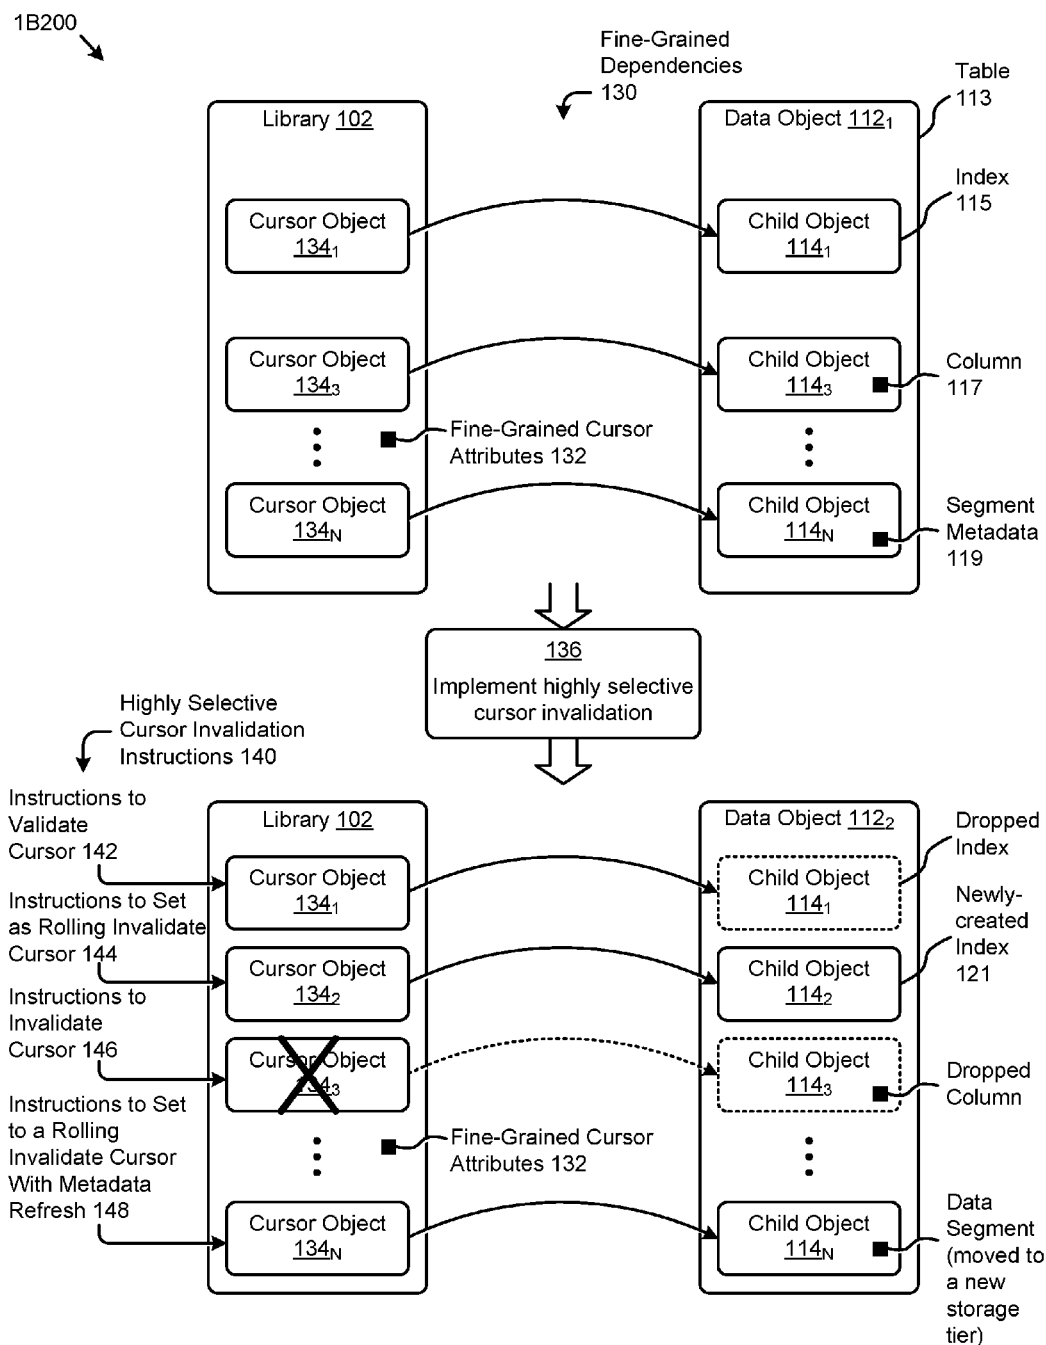 1B200
Fine-Grained
Dependencies
130
Table
113
Library 102
Data Object 112₁
Index
115
Cursor Object
134₁
Child Object
114₁
Cursor Object
134₃
Child Object
114₃
Column
117
Fine-Grained Cursor
Attributes 132
Cursor Object
134N
Child Object
114N
Segment
Metadata
119
136
Implement highly selective
cursor invalidation
Highly Selective
Cursor Invalidation
Instructions 140
Instructions to
Validate
Cursor 142
Library 102
Data Object 112₂
Dropped
Index
Cursor Object
134₁
Child Object
114₁
Instructions to Set
as Rolling Invalidate
Cursor 144
Newly-
created
Index
121
Cursor Object
134₂
Child Object
114₂
Instructions to
Invalidate
Cursor 146
Cursor Object
134₃
Child Object
114₃
Dropped
Column
Instructions to Set
to a Rolling
Invalidate Cursor
With Metadata
Refresh 148
Fine-Grained Cursor
Attributes 132
Cursor Object
134N
Child Object
114N
Data
Segment
(moved to
a new
storage
tier)